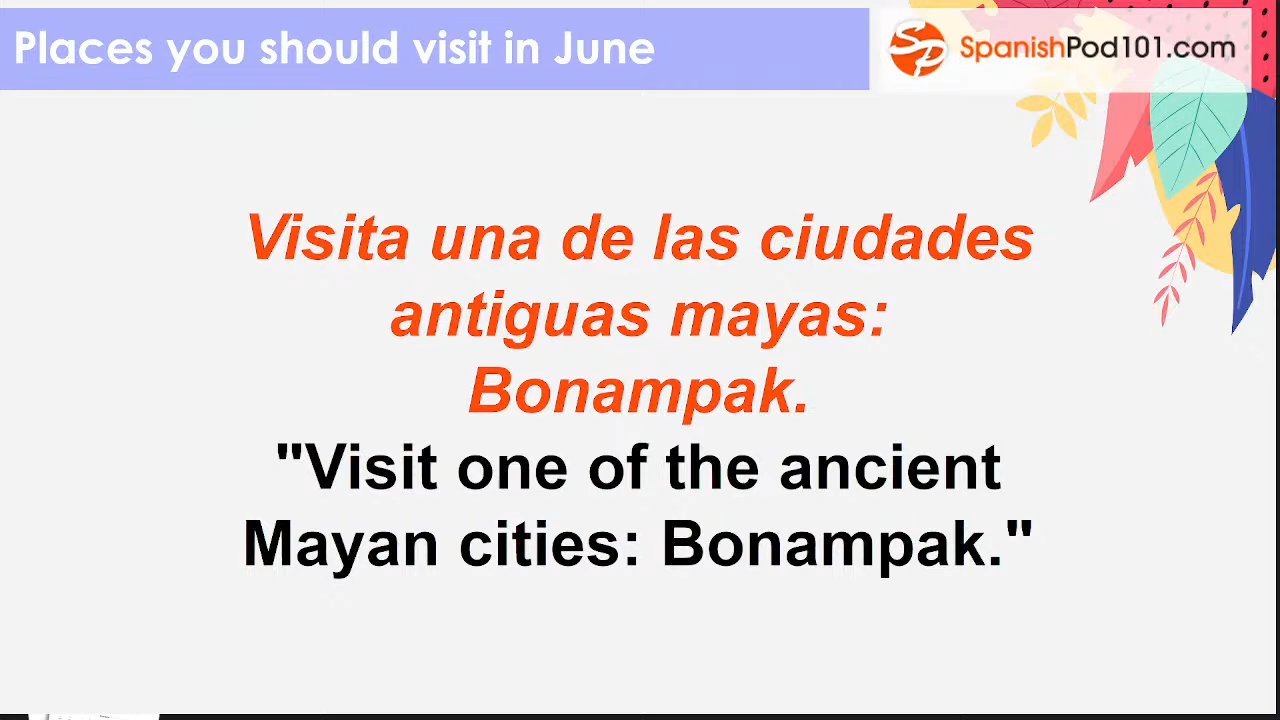 Places you should visit in June
SP SpanishPod101.com
Visita una de las ciudades
antiguas mayas:
Bonampak.
"Visit one of the ancient
Mayan cities: Bonampak."